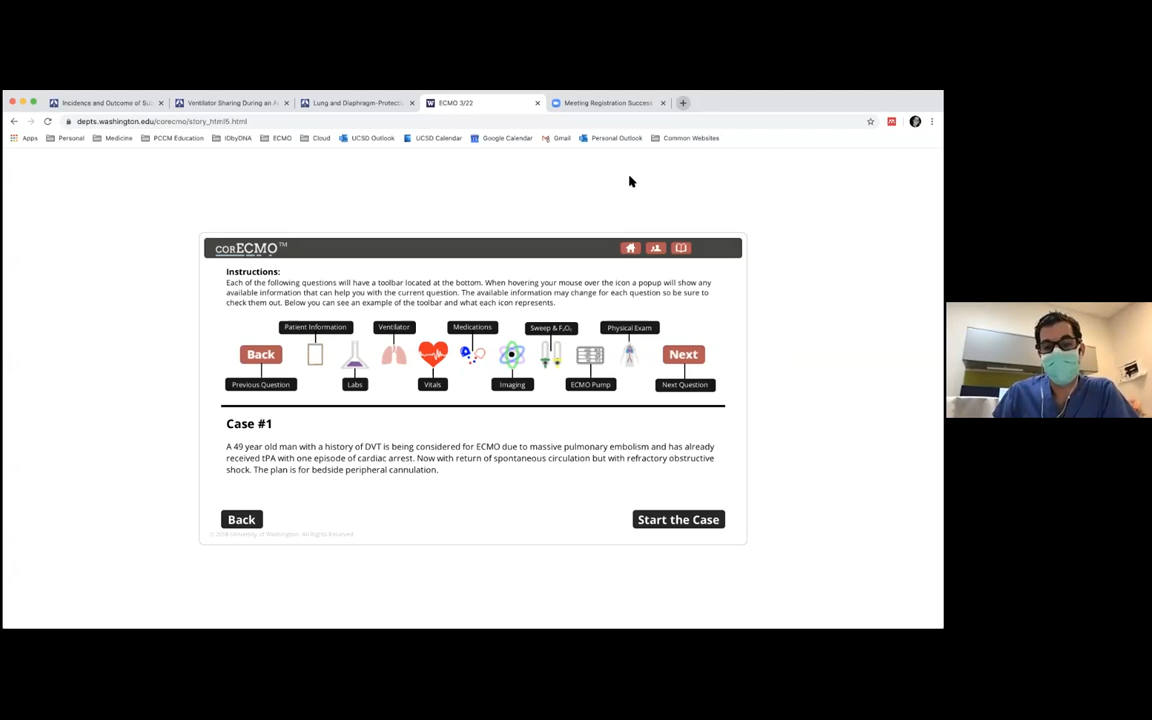 Incidence and Outcome of Su
Ventilator Sharing During an A
Lung and Diaphragm-Protecti
ECMO 3/22
Meeting Registration Success
depts.washington.edu/corecmo/story_html5.html
Apps
Personal
Medicine
PCCM Education
IDbyDNA
ECMO
Cloud
UCSD Outlook
UCSD Calendar
Google Calendar
Gmail
Personal Outlook
Common Websites
corECMO™
Instructions:
Each of the following questions will have a toolbar located at the bottom. When hovering your mouse over the icon a popup will show any
available information that can help you with the current question. The available information may change for each question so be sure to
check them out. Below you can see an example of the toolbar and what each icon represents.
Patient Information
Ventilator
Medications
Sweep & FᵢO₂
Physical Exam
Back
Next
Previous Question
Labs
Vitals
Imaging
ECMO Pump
Next Question
Case #1
A 49 year old man with a history of DVT is being considered for ECMO due to massive pulmonary embolism and has already
received tPA with one episode of cardiac arrest. Now with return of spontaneous circulation but with refractory obstructive
shock. The plan is for bedside peripheral cannulation.
Back
Start the Case
© 2018 University of Washington. All Rights Reserved